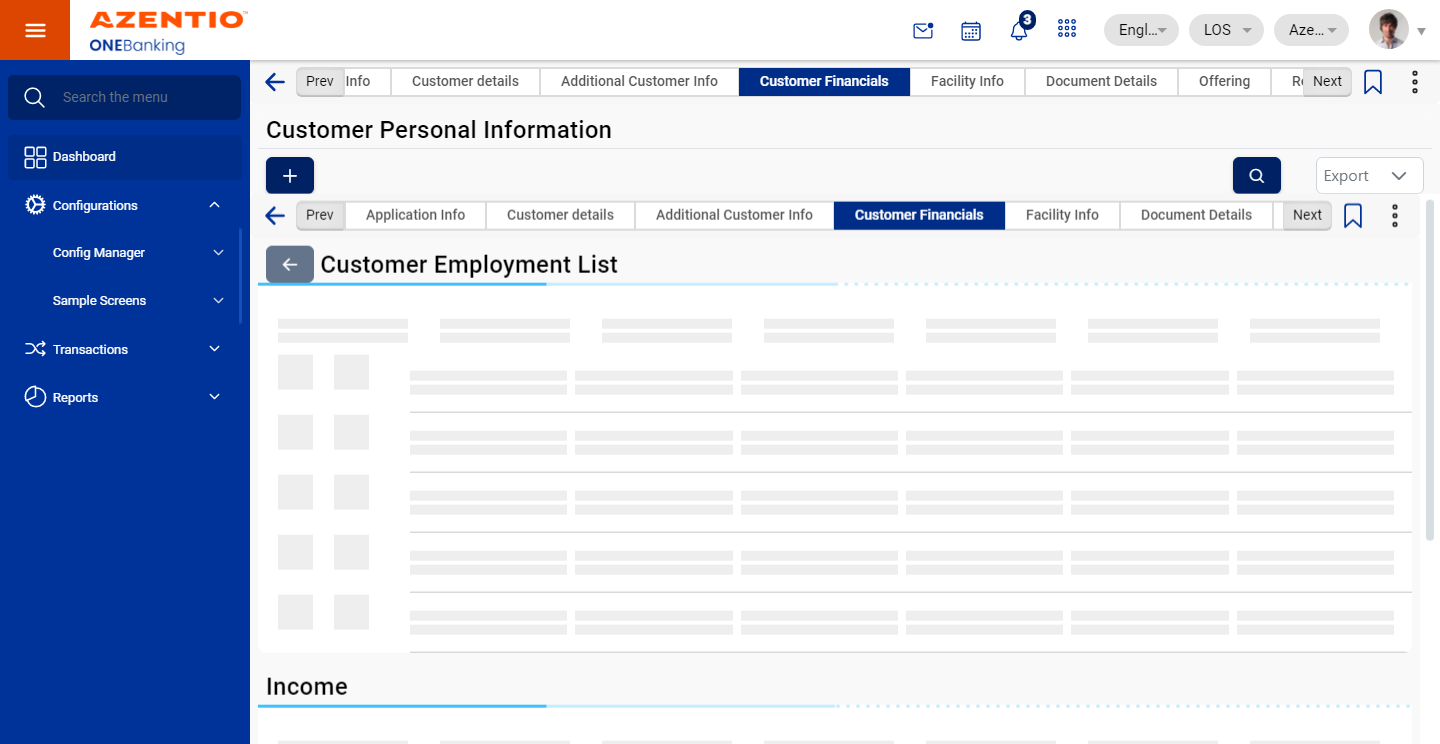 AZENTIO™
ONEBanking
3
Engl...
LOS
Aze...
Search the menu
Dashboard
Configurations
Config Manager
Sample Screens
Transactions
Reports
Prev Info Customer details Additional Customer Info Customer Financials Facility Info Document Details Offering Next
Customer Personal Information
Export
Prev Application Info Customer details Additional Customer Info Customer Financials Facility Info Document Details Next
Customer Employment List
Income